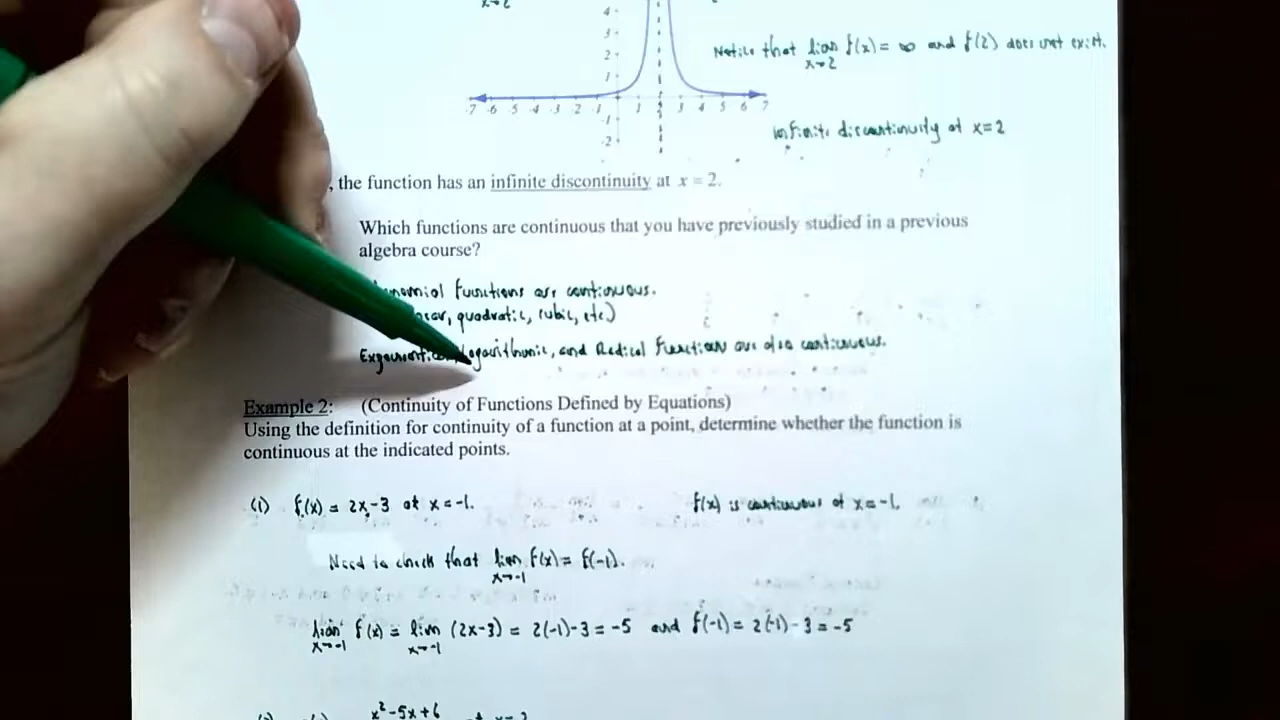 x→2
4
3
2
1
-7 -6 -5 -4 -3 -2 -1 1 2 3 4 5 6 7
-1
-2
Notice that lim f(x) = ∞ and f(2) does not exist.
x→2
infinite discontinuity at x=2
, the function has an infinite discontinuity at x = 2.
Which functions are continuous that you have previously studied in a previous
algebra course?
nomial functions are continuous.
ear, quadratic, cubic, etc)
Exponential, Logarithmic, and Radical Functions are also continuous.
Example 2: (Continuity of Functions Defined by Equations)
Using the definition for continuity of a function at a point, determine whether the function is
continuous at the indicated points.
(1) f(x) = 2x-3 at x=-1. f(x) is continuous at x=-1.
Need to check that lim f(x) = f(-1).
x→-1
lim f(x) = lim (2x-3) = 2(-1)-3 = -5 and f(-1) = 2(-1)-3 = -5
x→-1 x→-1
x²-5x+6